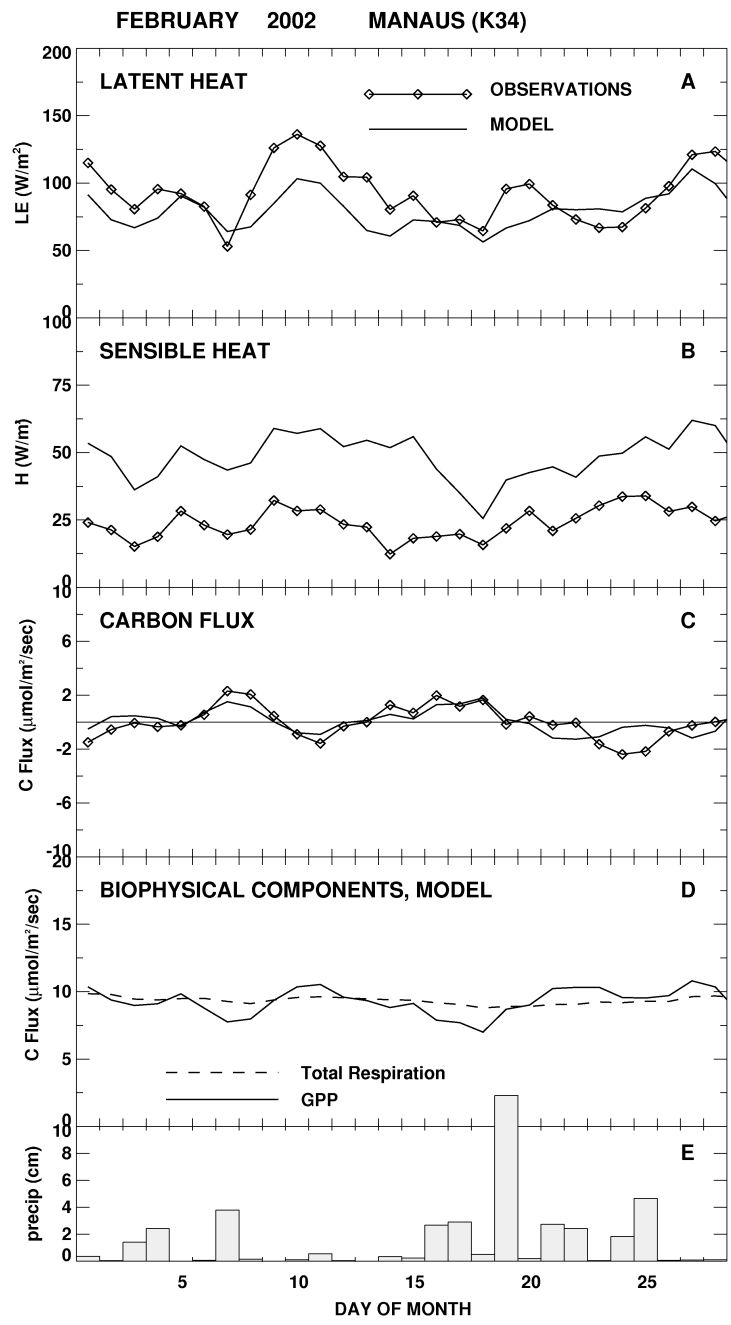 FEBRUARY 2002 MANAUS (K34)
200
LATENT HEAT
A
OBSERVATIONS
MODEL
150
100
50
0
LE (W/m²)
100
SENSIBLE HEAT
B
75
50
25
0
H (W/m)
10
CARBON FLUX
C
6
2
-2
-6
-10
C Flux (μmol/m²/sec)
20
BIOPHYSICAL COMPONENTS, MODEL
D
15
10
5
0
C Flux (μmol/m²/sec)
Total Respiration
GPP
10
E
8
6
4
2
0
precip (cm)
5 10 15 20 25
DAY OF MONTH